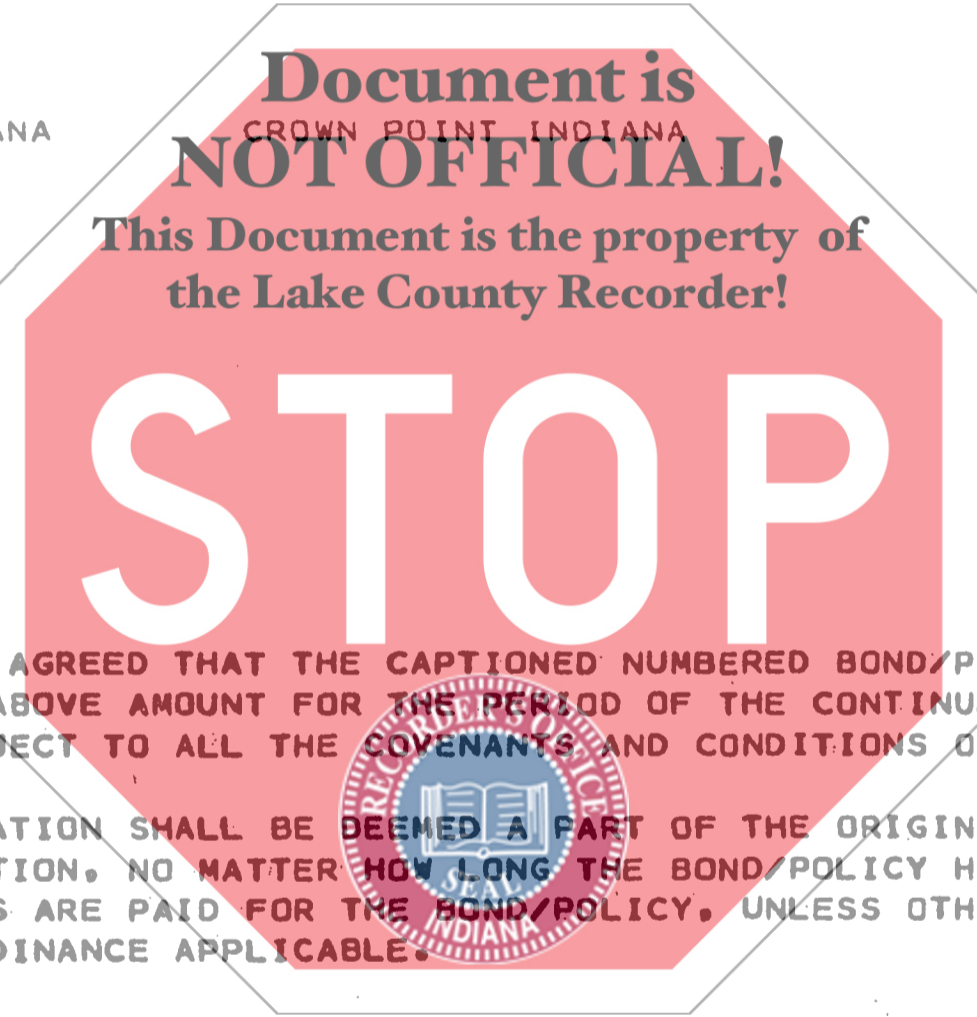 Document is
ANA CROWN POINT INDIANA
NOT OFFICIAL!
This Document is the property of
the Lake County Recorder!
STOP
AGREED THAT THE CAPTIONED NUMBERED BOND/P
ABOVE AMOUNT FOR THE PERIOD OF THE CONTINU
JECT TO ALL THE COVENANTS AND CONDITIONS O
RECORDER'S OFFICE
ATION SHALL BE DEEMED A PART OF THE ORIGIN
TION. NO MATTER HOW LONG THE BOND/POLICY H
SEAL
S ARE PAID FOR THE BOND/POLICY. UNLESS OTH
INDIANA
DINANCE APPLICABLE.